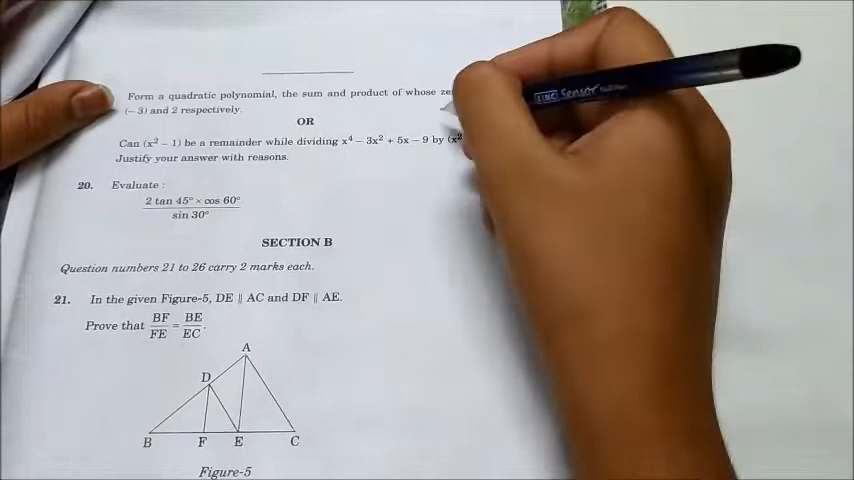 Form a quadratic polynomial, the sum and product of whose
(– 3) and 2 respectively.
OR
Can (x² – 1) be a remainder while dividing x⁴ – 3x² + 5x – 9 by (x²
Justify your answer with reasons.
20. Evaluate :
2 tan 45° × cos 60°
sin 30°
SECTION B
Question numbers 21 to 26 carry 2 marks each.
21. In the given Figure-5, DE || AC and DF || AE.
Prove that BF/FE = BE/EC.
A
D
B F E C
Figure-5